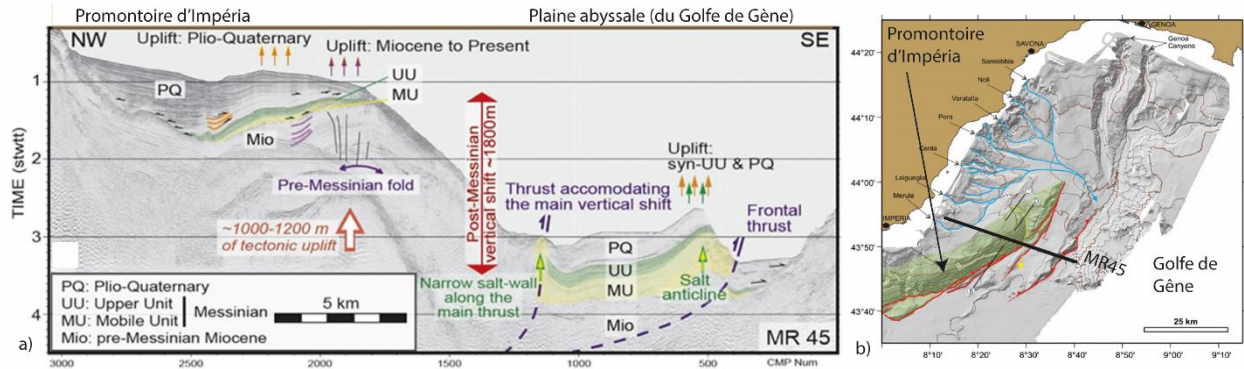 Promontoire d’Impéria
Plaine abyssale (du Golfe de Gène)
NW
SE
Uplift: Plio-Quaternary
Uplift: Miocene to Present
UU
MU
PQ
Mio
Pre-Messinian fold
~1000-1200 m
of tectonic uplift
Post-Messinian
vertical shift ~1800m
Uplift:
syn-UU & PQ
Thrust accomodating
the main vertical shift
Frontal
thrust
PQ
UU
MU
Mio
Narrow salt-wall
along the
main thrust
Salt
anticline
TIME (stwtt)
1
2
3
4
PQ: Plio-Quaternary
UU: Upper Unit
MU: Mobile Unit
Messinian
Mio: pre-Messinian Miocene
5 km
MR 45
a)
3000
2000
1000
500
CMP Num
Promontoire
d’Impéria
GENOA
Genoa
Canyons
SAVONA
Sansobbia
Noli
Varatalla
Pora
Centa
Laigueglia
Merula
IMPERIA
MR45
Golfe de
Gêne
25 km
44°20'
44°10'
44°00'
43°50'
43°40'
b)
8°10'
8°20'
8°30'
8°40'
8°50'
9°00'
9°10'